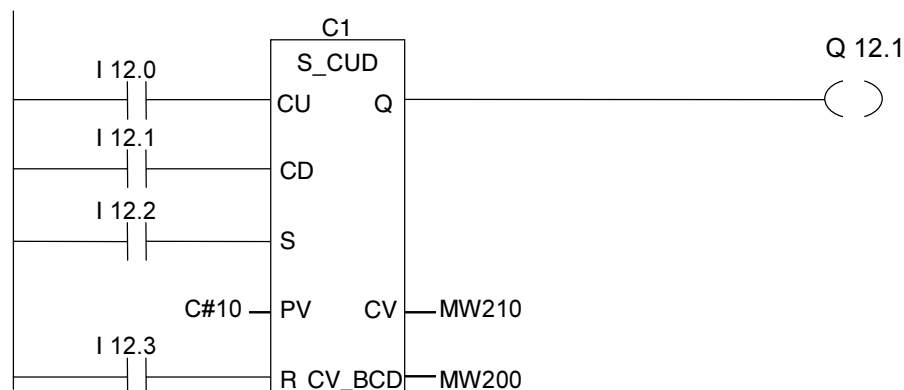 C1
S_CUD
Q 12.1
I 12.0
CU Q
I 12.1
CD
I 12.2
S
C#10 PV CV MW210
I 12.3
R CV_BCD MW200